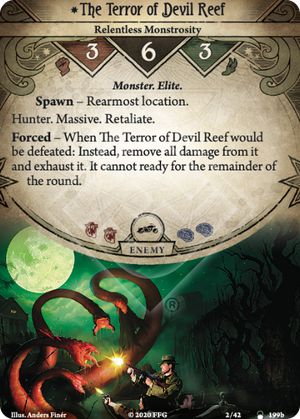 *The Terror of Devil Reef
Relentless Monstrosity
3 6 3
Monster. Elite.
Spawn – Rearmost location.
Hunter. Massive. Retaliate.
Forced – When The Terror of Devil Reef would
be defeated: Instead, remove all damage from it
and exhaust it. It cannot ready for the remainder of
the round.
ENEMY
®
Illus. Anders Finér © 2020 FFG 2/42 199b